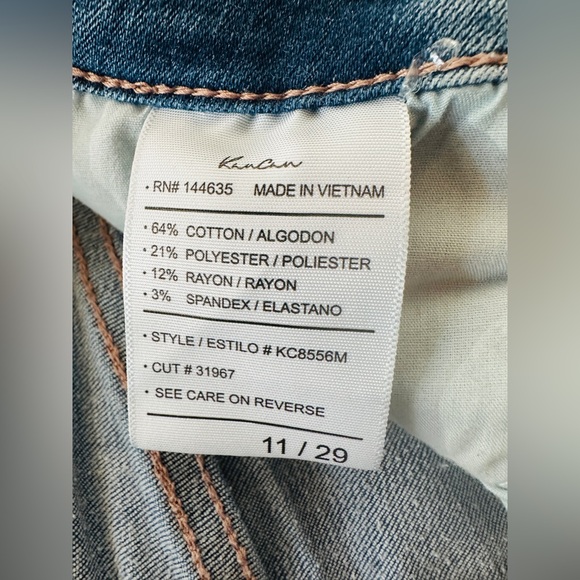 KanCan
• RN# 144635 MADE IN VIETNAM
• 64% COTTON / ALGODON
• 21% POLYESTER / POLIESTER
• 12% RAYON / RAYON
• 3% SPANDEX / ELASTANO
• STYLE / ESTILO # KC8556M
• CUT # 31967
• SEE CARE ON REVERSE
11 / 29